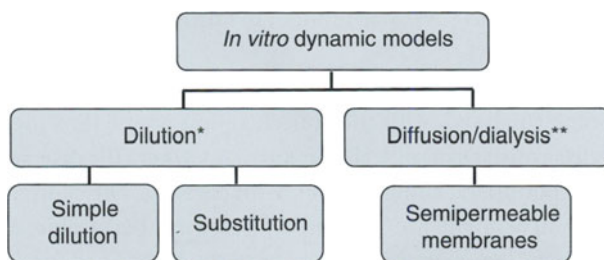 In vitro dynamic models
Dilution*
Diffusion/dialysis**
Simple
dilution
Substitution
Semipermeable
membranes